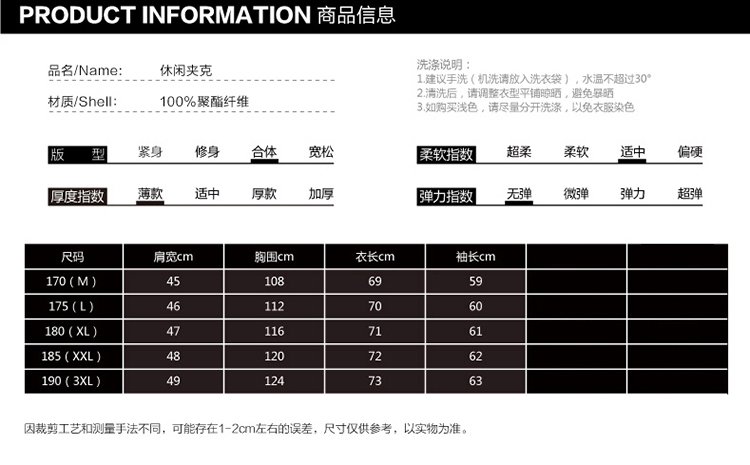 PRODUCT INFORMATION 商品信息
品名/Name: 休闲夹克
材质/Shell: 100%聚酯纤维
洗涤说明:
1.建议手洗(机洗请放入洗衣袋),水温不超过30°
2.清洗后,请调整衣型平铺晾晒,避免暴晒
3.如购买浅色,请尽量分开洗涤,以免衣服染色
版 型 紧身 修身 合体 宽松
柔软指数 超柔 柔软 适中 偏硬
厚度指数 薄款 适中 厚款 加厚
弹力指数 无弹 微弹 弹力 超弹
尺码 肩宽cm 胸围cm 衣长cm 袖长cm
170(M) 45 108 69 59
175(L) 46 112 70 60
180(XL) 47 116 71 61
185(XXL) 48 120 72 62
190(3XL) 49 124 73 63
因裁剪工艺和测量手法不同,可能存在1-2cm左右的误差,尺寸仅供参考,以实物为准。